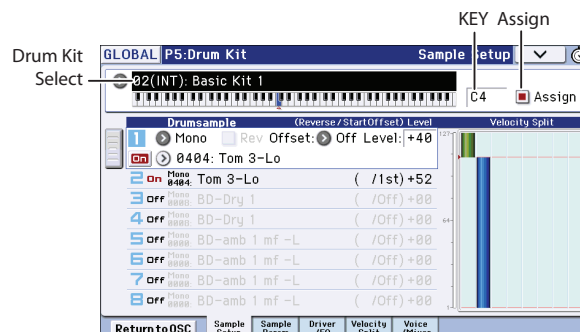 KEY Assign
Drum Kit
Select
GLOBAL P5:Drum Kit Sample Setup
02(INT): Basic Kit 1
C4 Assign
Drumsample (Reverse/StartOffset) Level Velocity Split
1 Mono Rev Offset: Off Level: +40 127
On 0404: Tom 3-Lo
2 On Mono 0404: Tom 3-Lo ( /1st) +52
3 Off Mono 0000: BD-Dry 1 ( /Off) +00
4 Off Mono 0000: BD-Dry 1 ( /Off) +00 64
5 Off Mono 0000: BD-amb 1 mf -L ( /Off) +00
6 Off Mono 0000: BD-amb 1 mf -L ( /Off) +00
7 Off Mono 0000: BD-amb 1 mf -L ( /Off) +00
8 Off Mono 0000: BD-amb 1 mf -L ( /Off) +00 1
Return to OSC Sample Setup Sample Param Driver /EQ Velocity Split Voice /Mixer